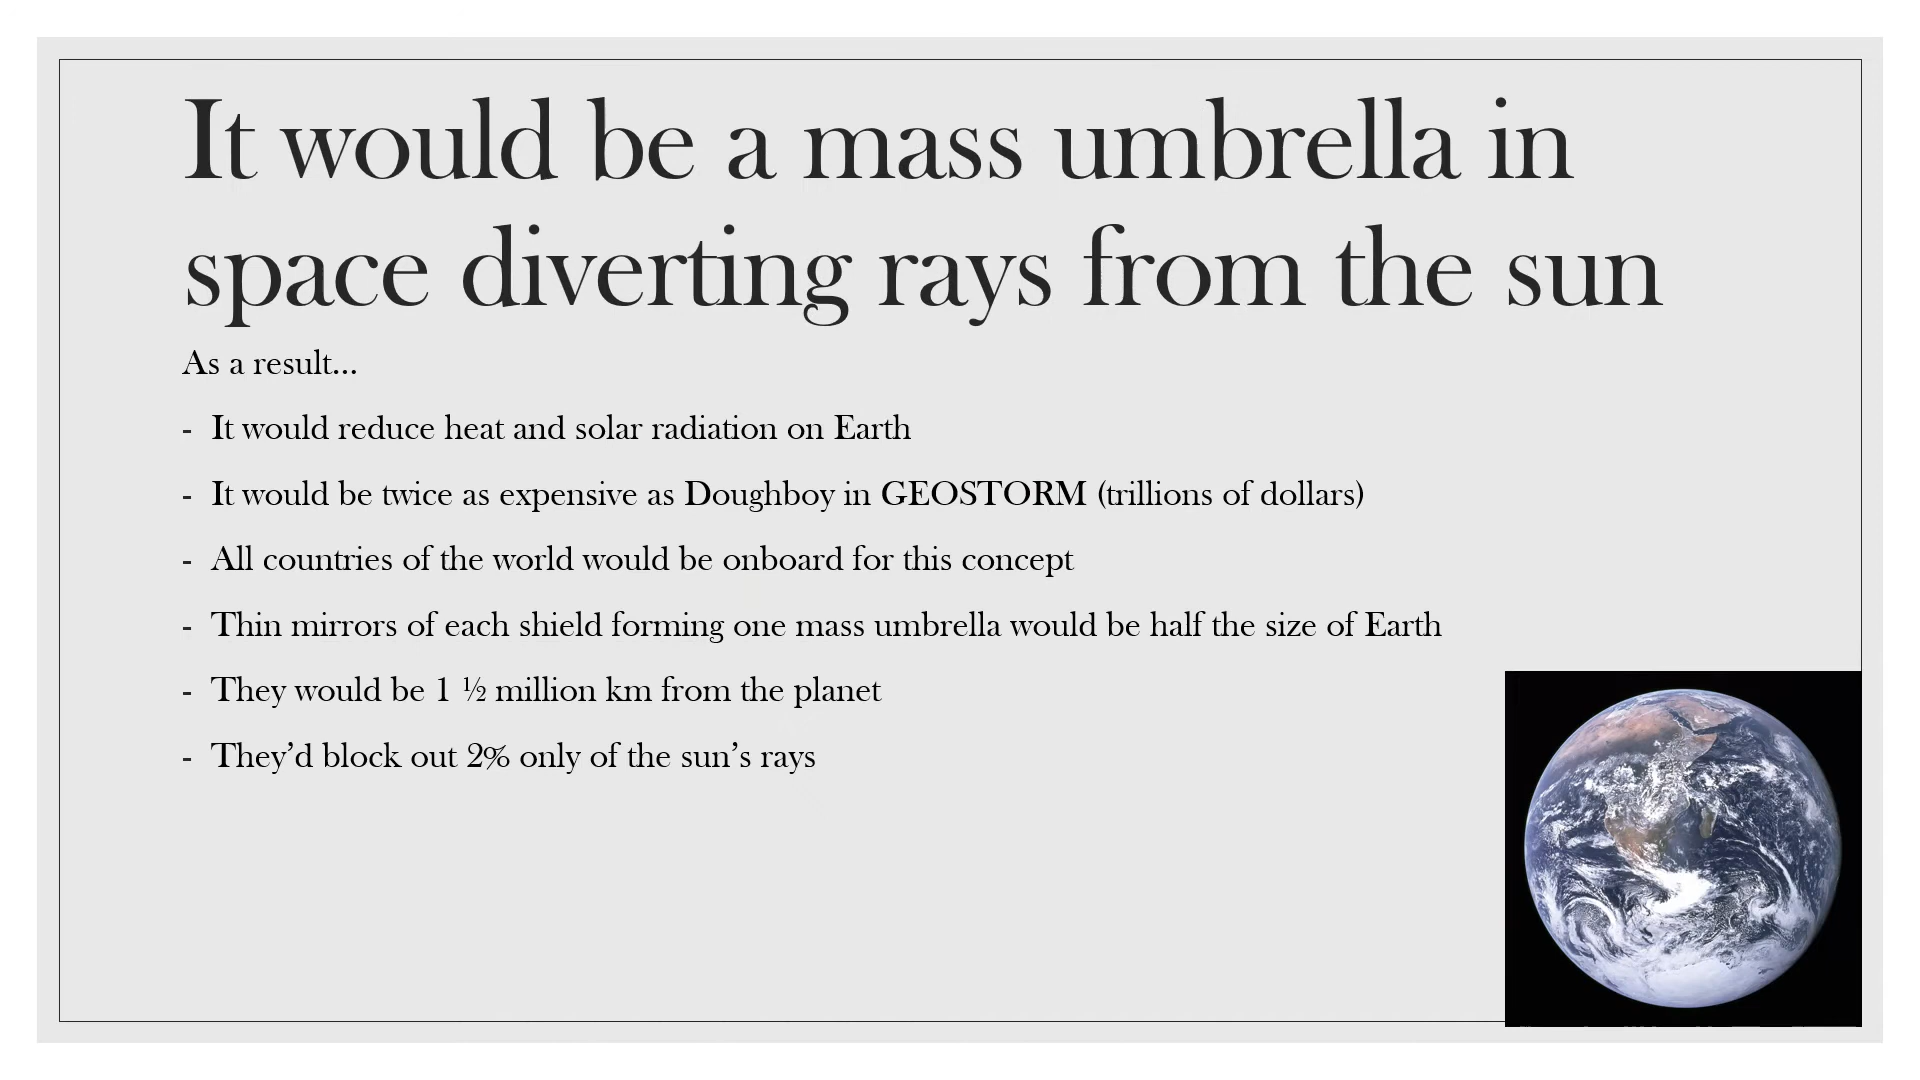 It would be a mass umbrella in
space diverting rays from the sun
As a result...
- It would reduce heat and solar radiation on Earth
- It would be twice as expensive as Doughboy in GEOSTORM (trillions of dollars)
- All countries of the world would be onboard for this concept
- Thin mirrors of each shield forming one mass umbrella would be half the size of Earth
- They would be 1 ½ million km from the planet
- They’d block out 2% only of the sun’s rays